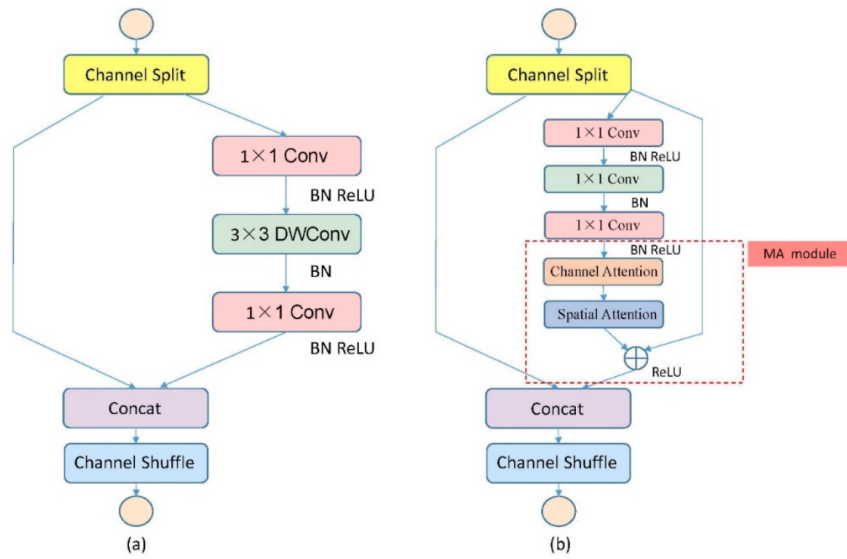 Channel Split
1×1 Conv
BN ReLU
3×3 DWConv
BN
1×1 Conv
BN ReLU
Concat
Channel Shuffle
(a)
Channel Split
1×1 Conv
BN ReLU
1×1 Conv
BN
1×1 Conv
BN ReLU
MA module
Channel Attention
Spatial Attention
ReLU
Concat
Channel Shuffle
(b)